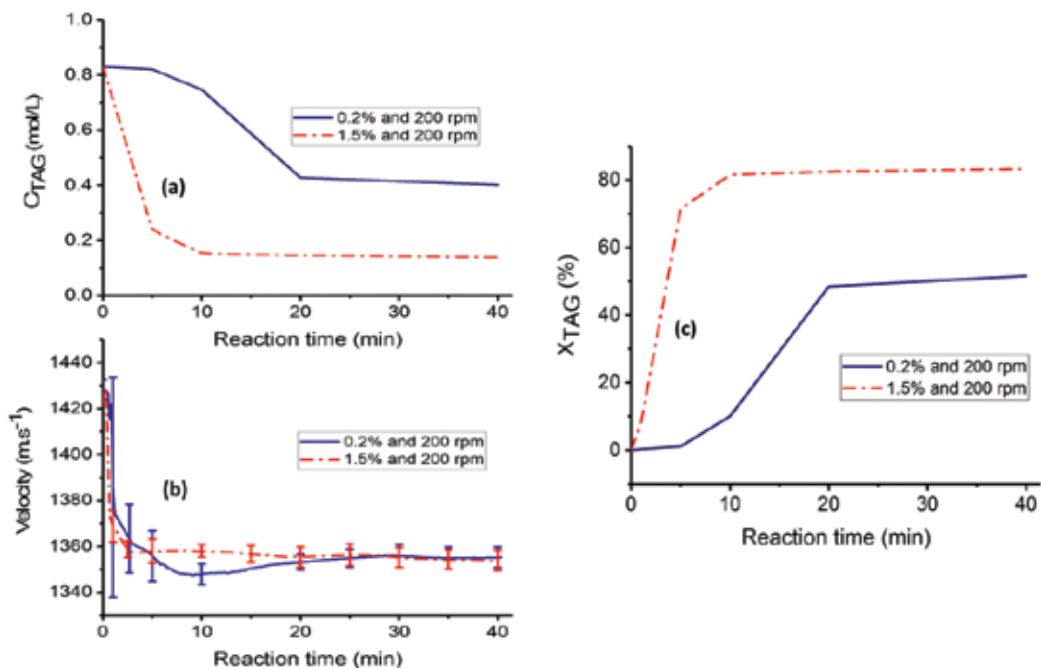 1.0
0.8
0.6
0.4
0.2
0.0
C_TAG (mol/L)
0.2% and 200 rpm
1.5% and 200 rpm
(a)
0 10 20 30 40
Reaction time (min)
1440
1420
1400
1380
1360
1340
Velocity (m.s⁻¹)
0.2% and 200 rpm
1.5% and 200 rpm
(b)
0 10 20 30 40
Reaction time (min)
80
60
40
20
0
X_TAG (%)
(c)
0.2% and 200 rpm
1.5% and 200 rpm
0 10 20 30 40
Reaction time (min)